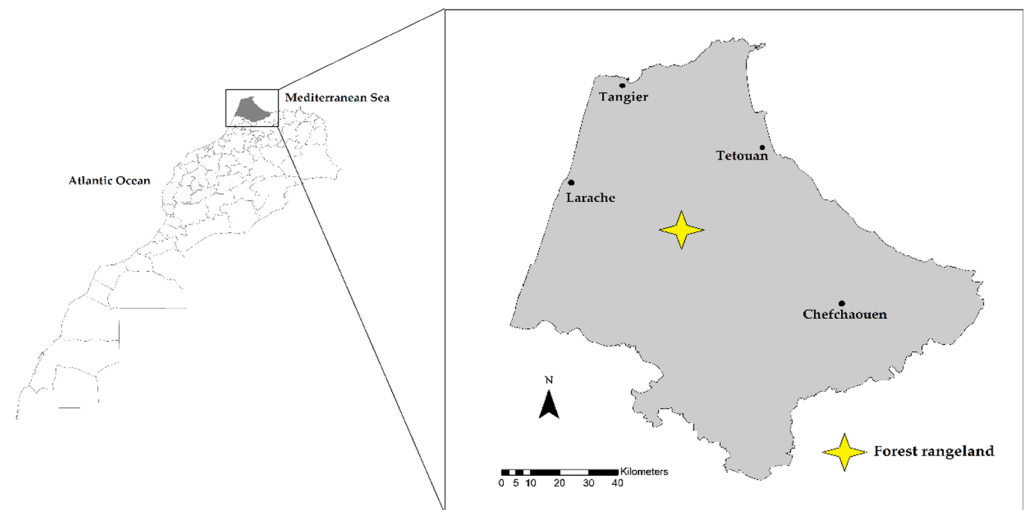 Mediterranean Sea
Atlantic Ocean
Tangier
Tetouan
Larache
Chefchaouen
N
Forest rangeland
Kilometers
0 5 10 20 30 40